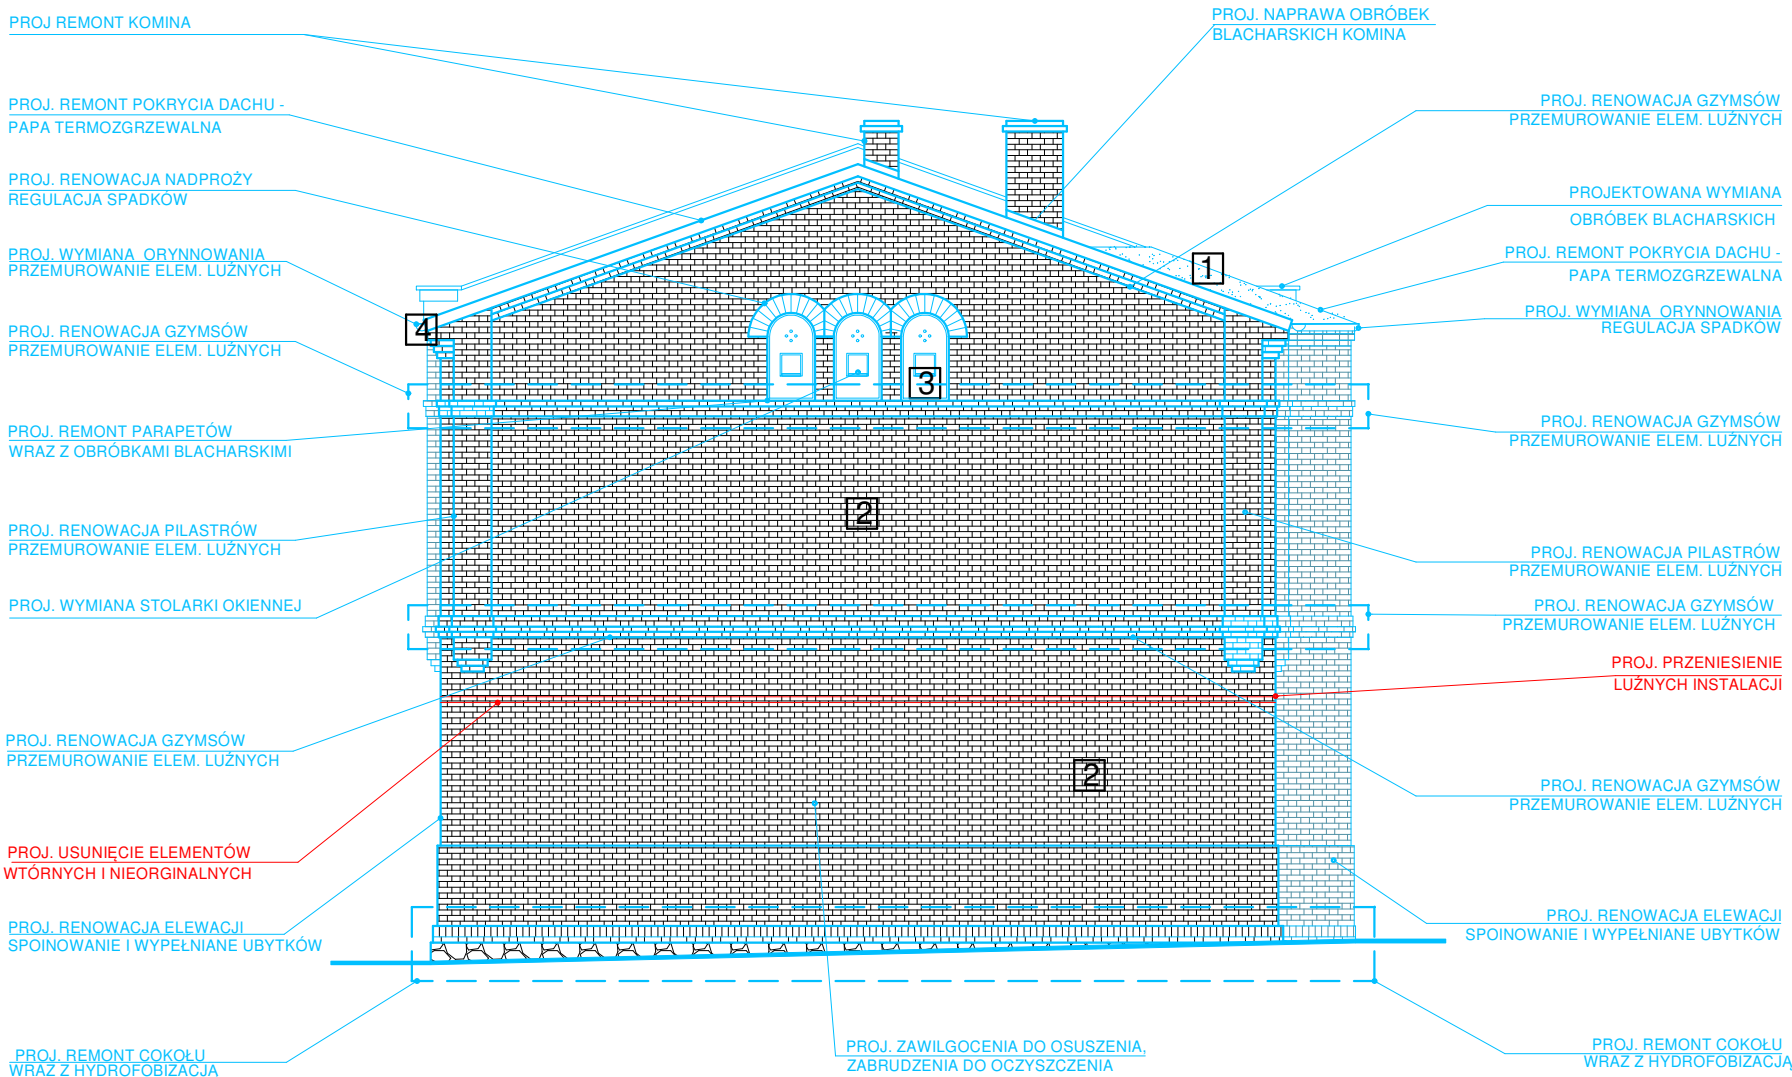 PROJ REMONT KOMINA
PROJ. REMONT POKRYCIA DACHU -
PAPA TERMOZGRZEWALNA
PROJ. RENOWACJA NADPROŻY
REGULACJA SPADKÓW
PROJ. WYMIANA ORYNNOWANIA
PRZEMUROWANIE ELEM. LUŹNYCH
PROJ. RENOWACJA GZYMSÓW
PRZEMUROWANIE ELEM. LUŹNYCH
PROJ. REMONT PARAPETÓW
WRAZ Z OBRÓBKAMI BLACHARSKIMI
PROJ. RENOWACJA PILASTRÓW
PRZEMUROWANIE ELEM. LUŹNYCH
PROJ. WYMIANA STOLARKI OKIENNEJ
PROJ. RENOWACJA GZYMSÓW
PRZEMUROWANIE ELEM. LUŹNYCH
PROJ. USUNIĘCIE ELEMENTÓW
WTÓRNYCH I NIEORGINALNYCH
PROJ. RENOWACJA ELEWACJI
SPOINOWANIE I WYPEŁNIANE UBYTKÓW
PROJ. REMONT COKOŁU
WRAZ Z HYDROFOBIZACJĄ
4
1
3
2
2
PROJ. ZAWILGOCENIA DO OSUSZENIA,
ZABRUDZENIA DO OCZYSZCZENIA
PROJ. NAPRAWA OBRÓBEK
BLACHARSKICH KOMINA
PROJ. RENOWACJA GZYMSÓW
PRZEMUROWANIE ELEM. LUŹNYCH
PROJEKTOWANA WYMIANA
OBRÓBEK BLACHARSKICH
PROJ. REMONT POKRYCIA DACHU -
PAPA TERMOZGRZEWALNA
PROJ. WYMIANA ORYNNOWANIA
REGULACJA SPADKÓW
PROJ. RENOWACJA GZYMSÓW
PRZEMUROWANIE ELEM. LUŹNYCH
PROJ. RENOWACJA PILASTRÓW
PRZEMUROWANIE ELEM. LUŹNYCH
PROJ. RENOWACJA GZYMSÓW
PRZEMUROWANIE ELEM. LUŹNYCH
PROJ. PRZENIESIENIE
LUŹNYCH INSTALACJI
PROJ. RENOWACJA GZYMSÓW
PRZEMUROWANIE ELEM. LUŹNYCH
PROJ. RENOWACJA ELEWACJI
SPOINOWANIE I WYPEŁNIANE UBYTKÓW
PROJ. REMONT COKOŁU
WRAZ Z HYDROFOBIZACJĄ